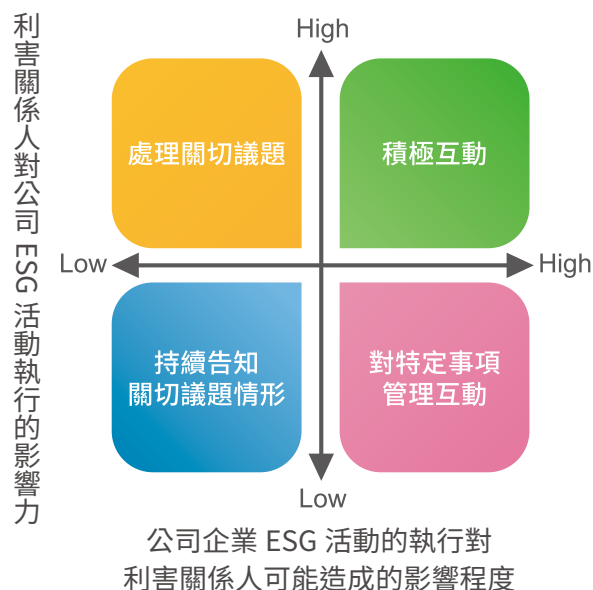 利害關係人對公司 ESG 活動執行的影響力
High
處理關切議題
積極互動
Low
High
持續告知
關切議題情形
對特定事項
管理互動
Low
公司企業 ESG 活動的執行對
利害關係人可能造成的影響程度